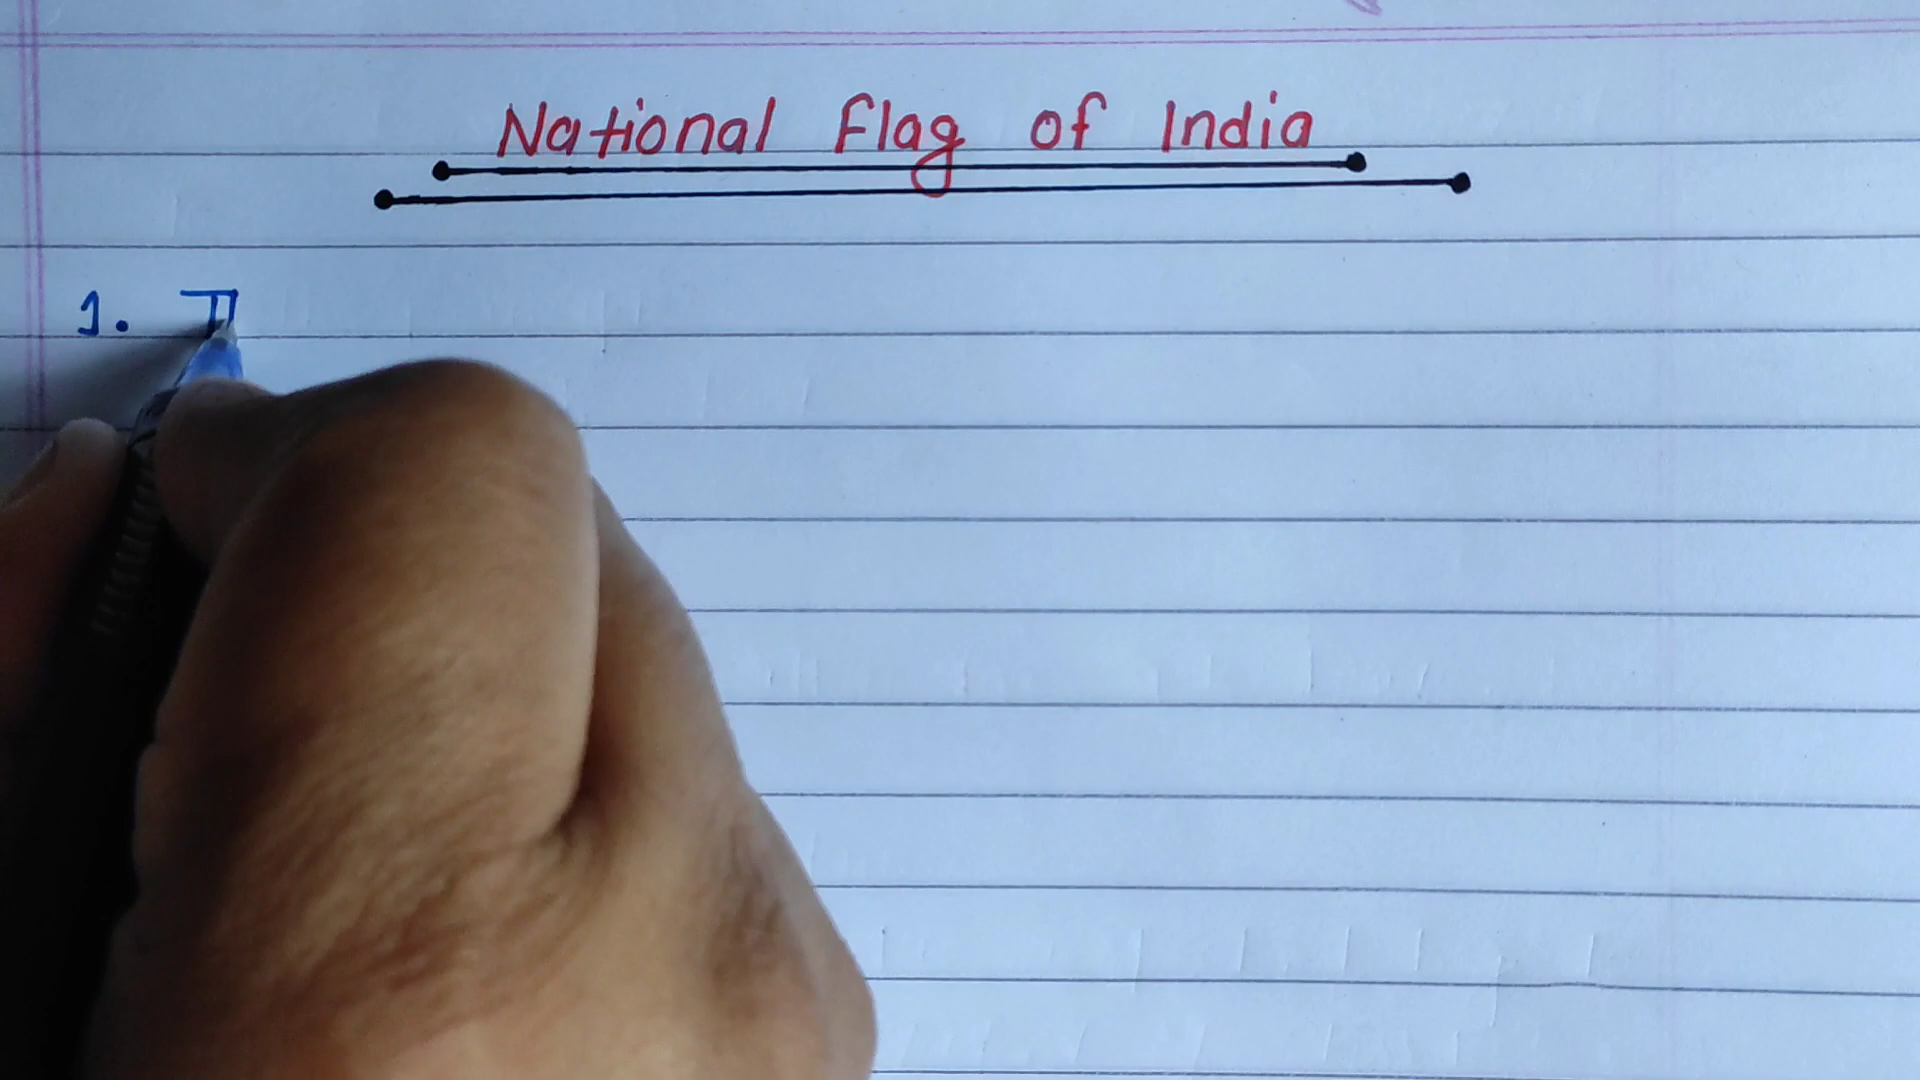 National Flag of India
1. T